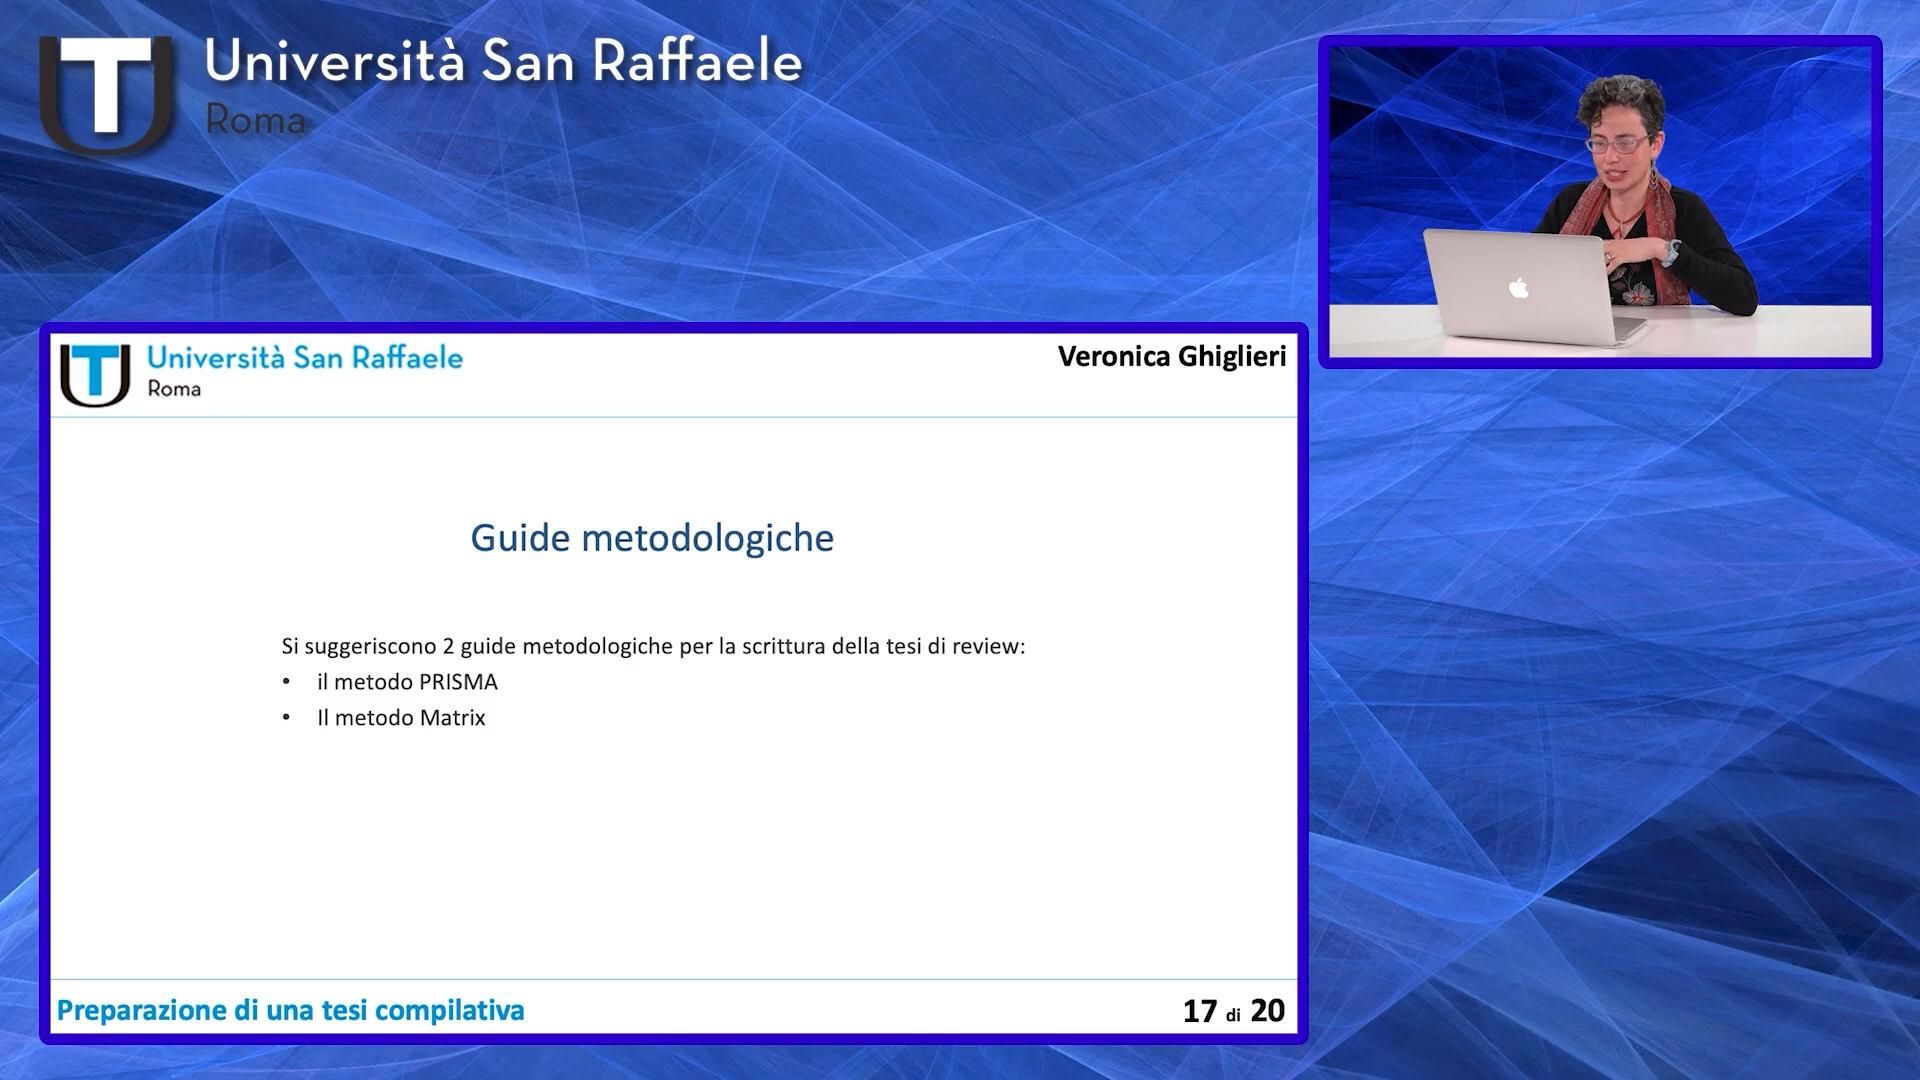 Università San Raffaele
Roma
Università San Raffaele
Roma
Veronica Ghiglieri
Guide metodologiche
Si suggeriscono 2 guide metodologiche per la scrittura della tesi di review:
• il metodo PRISMA
• Il metodo Matrix
Preparazione di una tesi compilativa
17 di 20